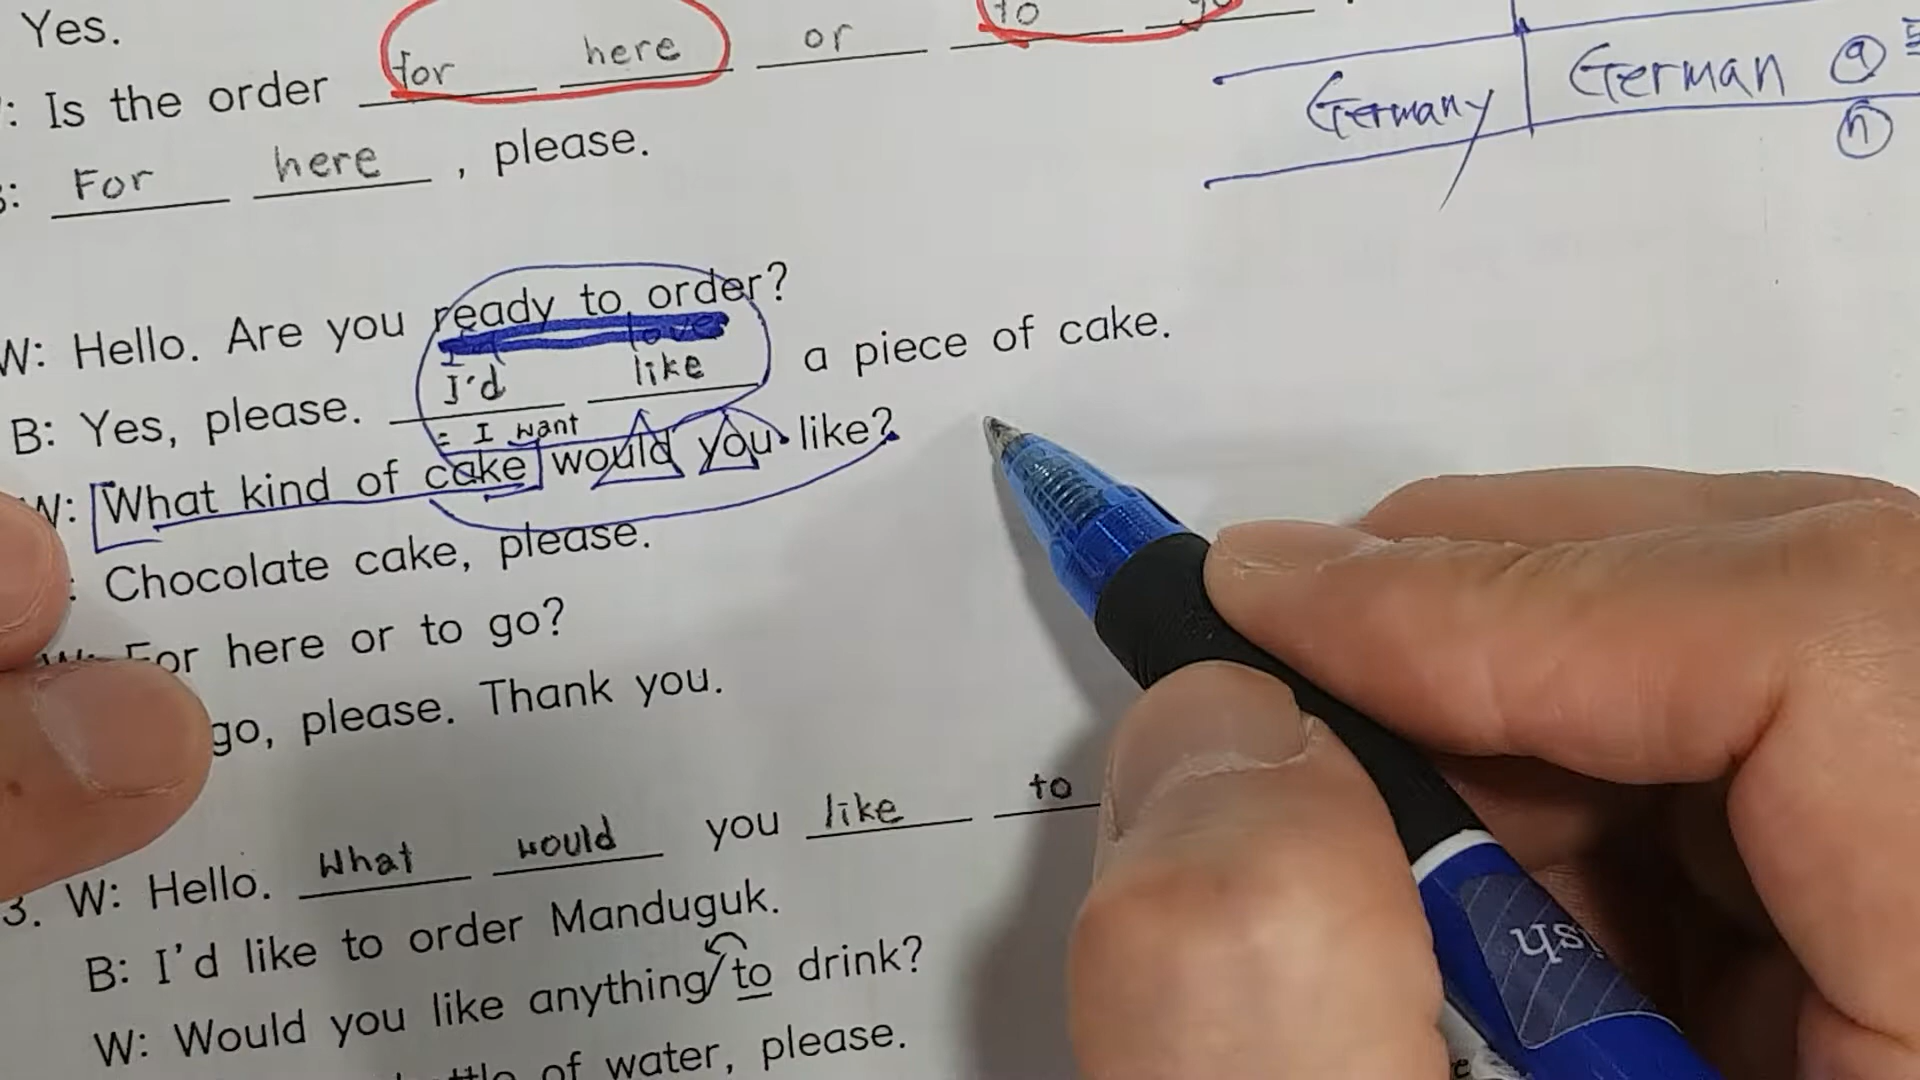 Yes.
: Is the order for here or to
: For here, please.
Germany German a
n
W: Hello. Are you ready to order?
love
B: Yes, please. I'd like a piece of cake.
= I want
W: What kind of cake would you like?
: Chocolate cake, please.
W: For here or to go?
go, please. Thank you.
3. W: Hello. What would you like to
B: I'd like to order Manduguk.
W: Would you like anything to drink?
of water, please.
ish